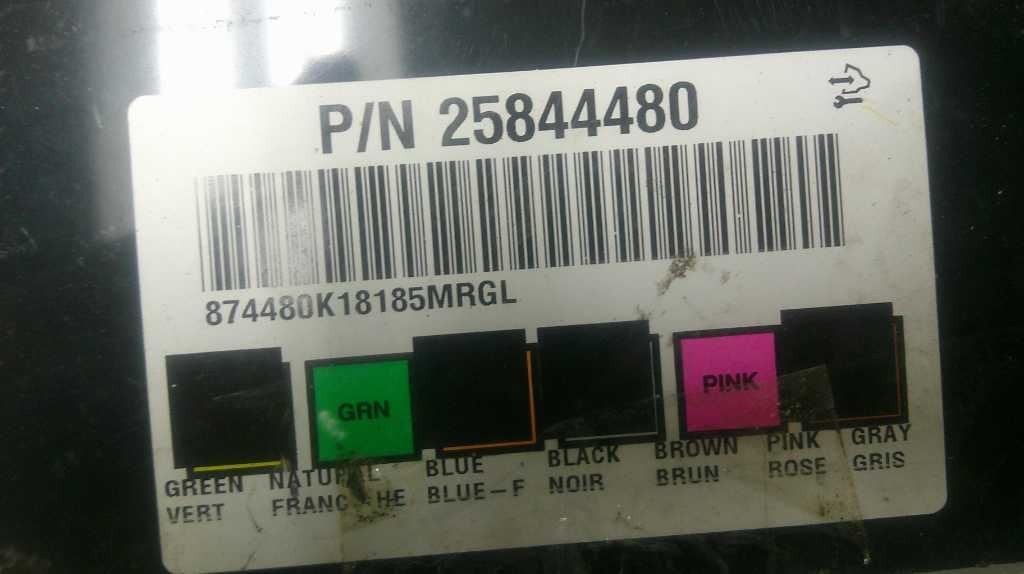 P/N 25844480
874480K18185MRGL
GRN PINK
GREEN NATURAL BLUE BLACK BROWN PINK GRAY
VERT BLUE-F NOIR BRUN ROSE GRIS